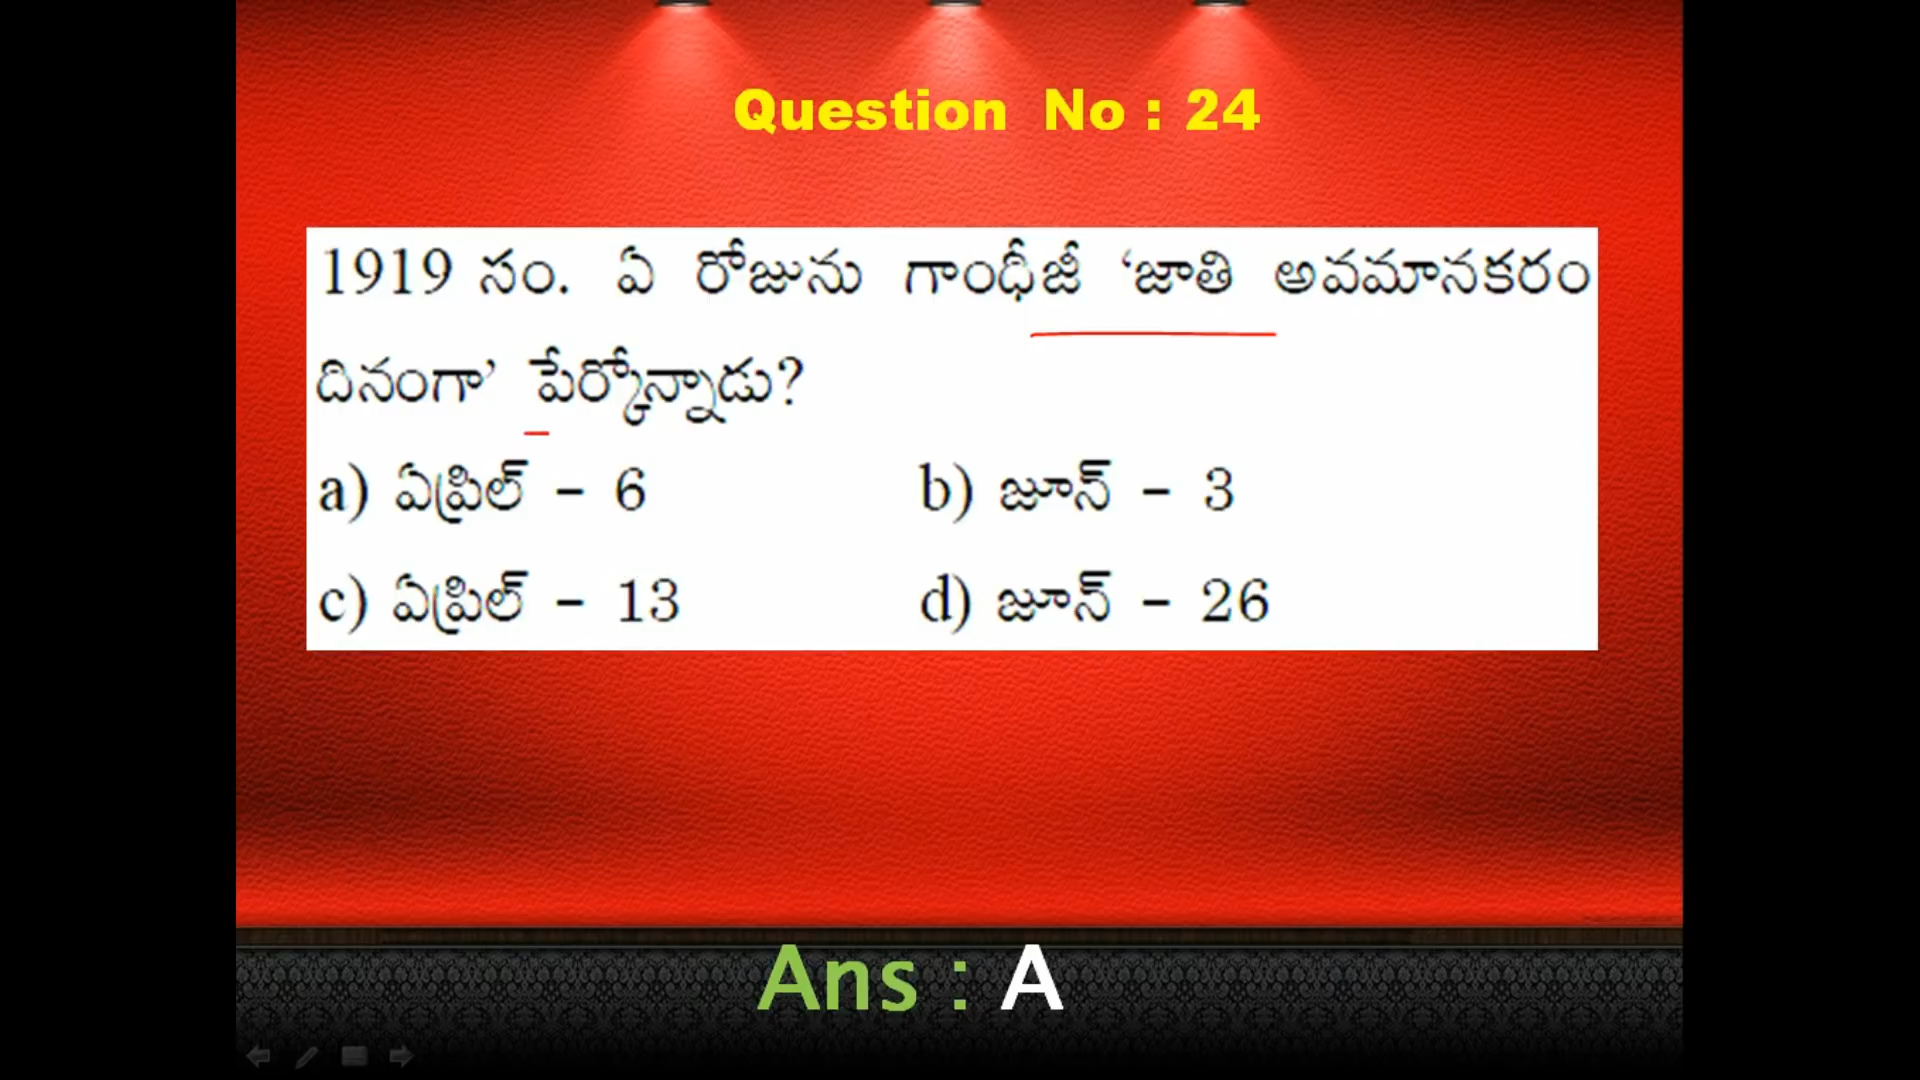 Question No : 24
1919 సం. ఏ రోజును గాంధీజీ ‘జాతి అవమానకరం
దినంగా’ పేర్కోన్నాడు?
a) ఏప్రిల్ - 6 b) జూన్ - 3
c) ఏప్రిల్ - 13 d) జూన్ - 26
Ans : A